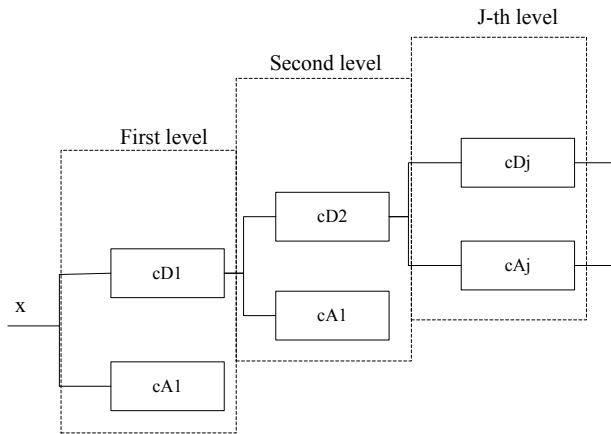 J-th level
Second level
First level
cDj
cD2
cAj
cD1
x
cA1
cA1